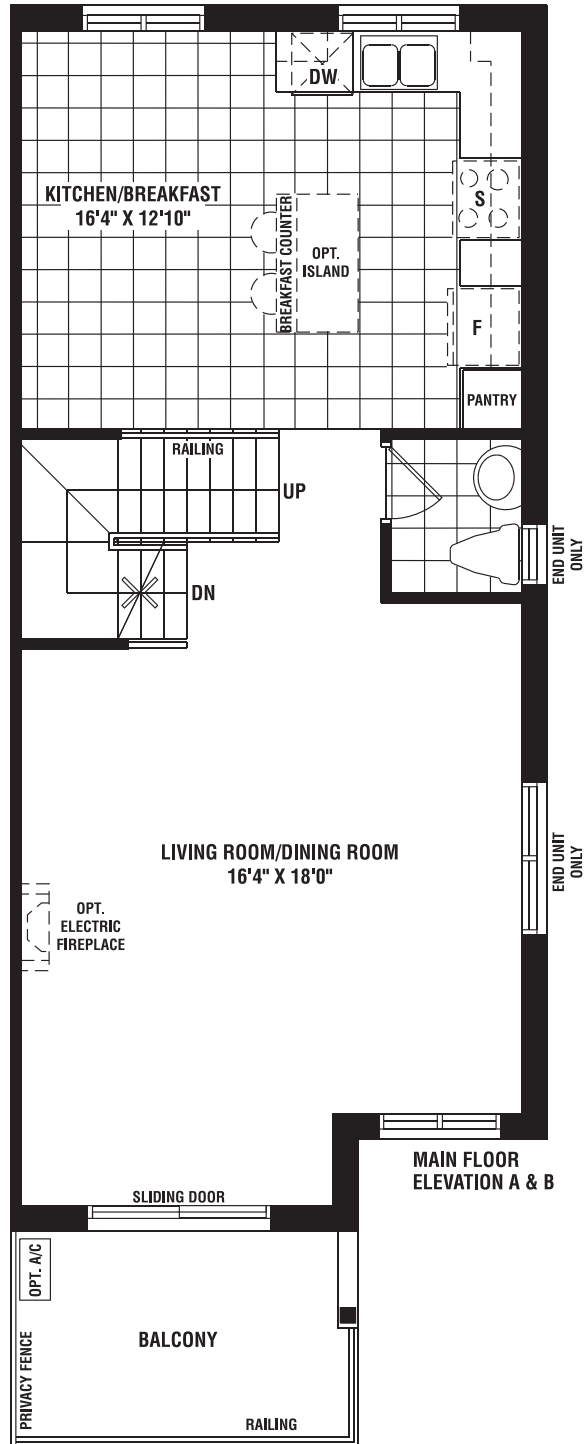 DW
KITCHEN/BREAKFAST
16'4" X 12'10"
S
BREAKFAST COUNTER
OPT.
ISLAND
F
PANTRY
RAILING
UP
DN
END UNIT
ONLY
LIVING ROOM/DINING ROOM
16'4" X 18'0"
END UNIT
ONLY
OPT.
ELECTRIC
FIREPLACE
MAIN FLOOR
ELEVATION A & B
SLIDING DOOR
OPT. A/C
BALCONY
PRIVACY FENCE
RAILING